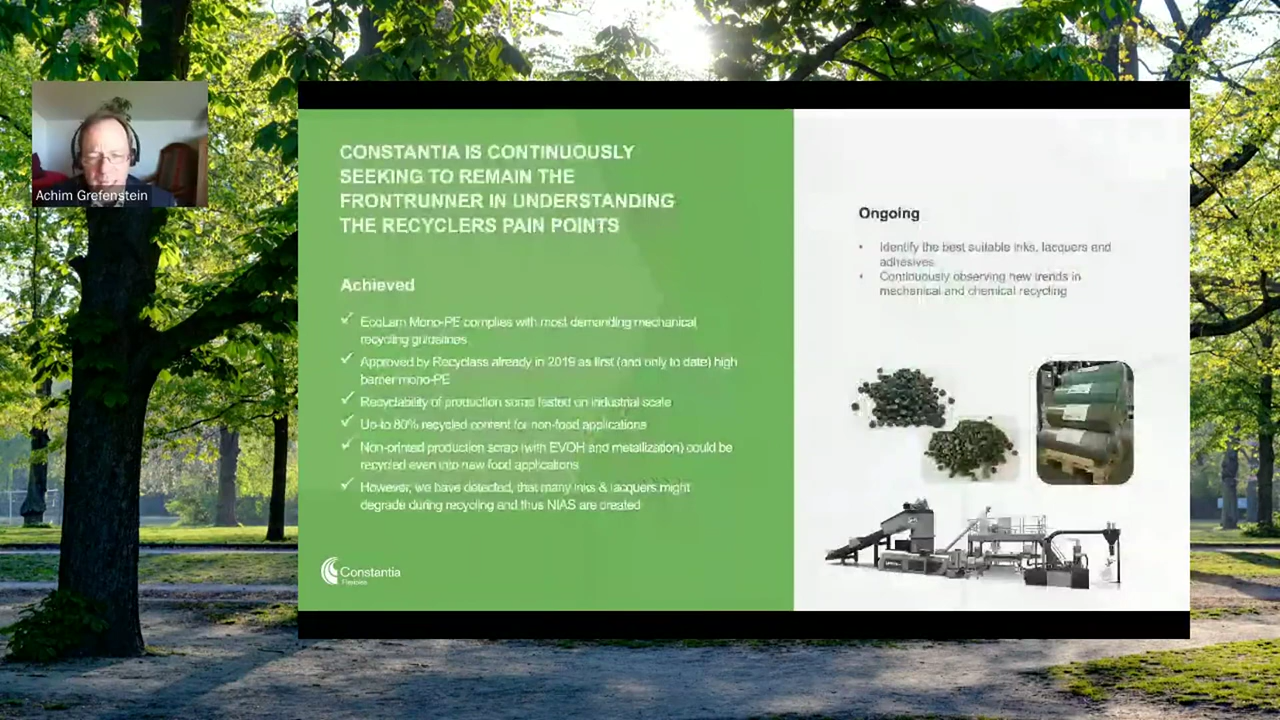 Achim Grefenstein
CONSTANTIA IS CONTINUOUSLY
SEEKING TO REMAIN THE
FRONTRUNNER IN UNDERSTANDING
THE RECYCLERS PAIN POINTS
Achieved
EcoLam Mono-PE complies with most demanding mechanical
recycling guidelines
Approved by Recyclass already in 2019 as first (and only to date) high
barrier mono-PE
Recyclability of production scrap tested on industrial scale
Up-to 80% recycled content for non-food applications
Non-printed production scrap (with EVOH and metallization) could be
recycled even into new food applications
However, we have detected, that many inks & lacquers might
degrade during recycling and thus NIAS are created
Constantia
Flexibles
Ongoing
• Identify the best suitable inks, lacquers and
adhesives
• Continuously observing new trends in
mechanical and chemical recycling